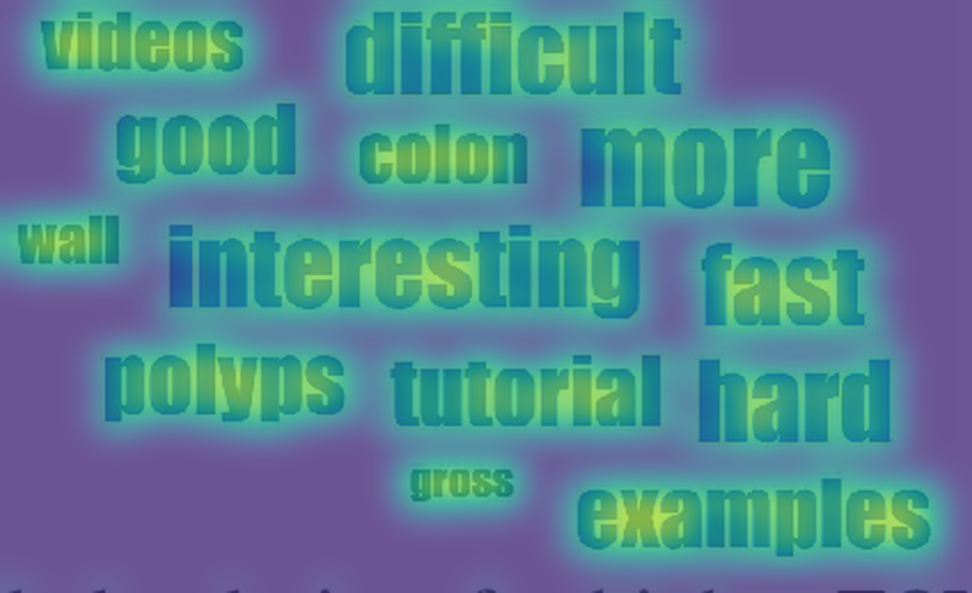 videos difficult
good colon more
wall interesting fast
polyps tutorial hard
gross examples